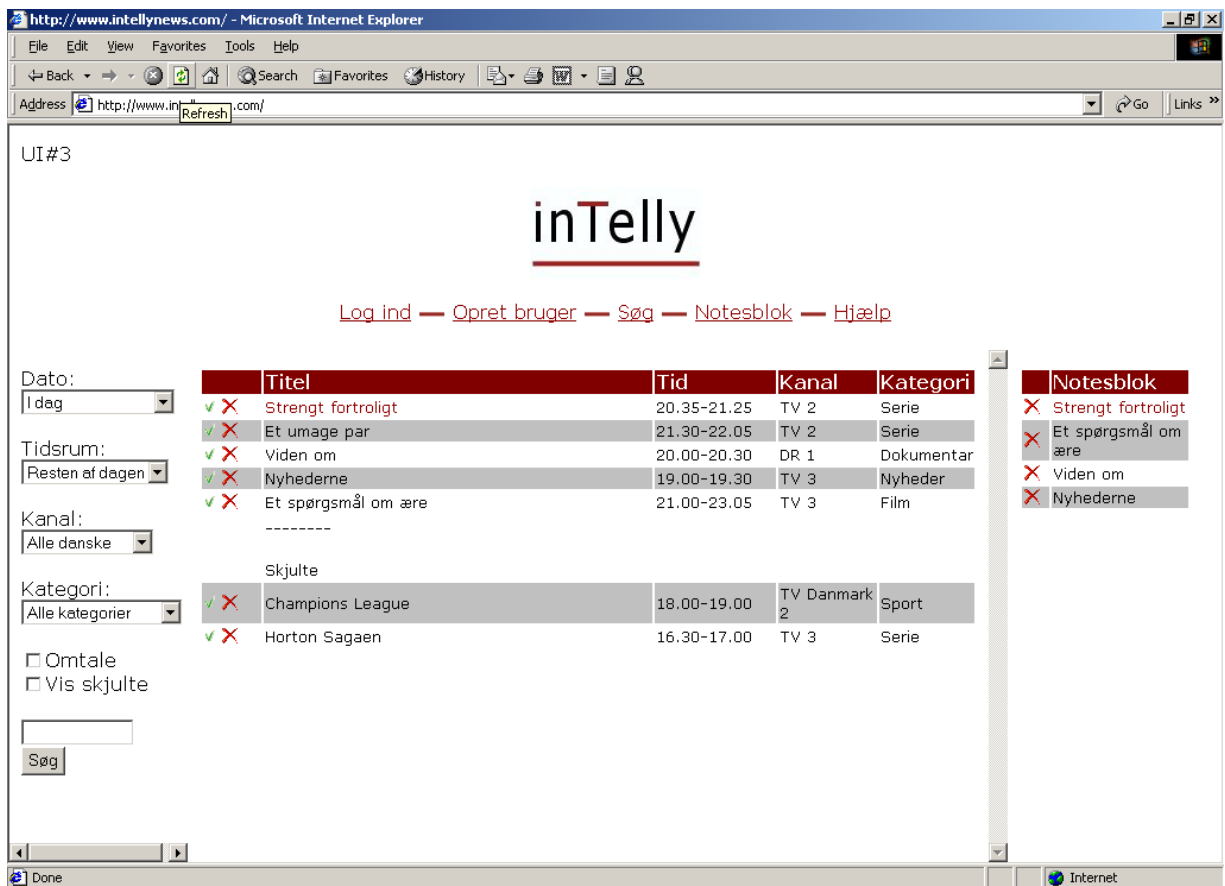 http://www.intellynews.com/ - Microsoft Internet Explorer
File Edit View Favorites Tools Help
Back Search Favorites History
Address http://www.int .com/ Go Links »
Refresh
UI#3
inTelly
Log ind — Opret bruger — Søg — Notesblok — Hjælp
Dato:
I dag
Tidsrum:
Resten af dagen
Kanal:
Alle danske
Kategori:
Alle kategorier
Omtale
Vis skjulte
Søg
Titel Tid Kanal Kategori
Strengt fortroligt 20.35-21.25 TV 2 Serie
Et umage par 21.30-22.05 TV 2 Serie
Viden om 20.00-20.30 DR 1 Dokumentar
Nyhederne 19.00-19.30 TV 3 Nyheder
Et spørgsmål om ære 21.00-23.05 TV 3 Film
--------
Skjulte
Champions League 18.00-19.00 TV Danmark 2 Sport
Horton Sagaen 16.30-17.00 TV 3 Serie
Notesblok
Strengt fortroligt
Et spørgsmål om
ære
Viden om
Nyhederne
Done Internet